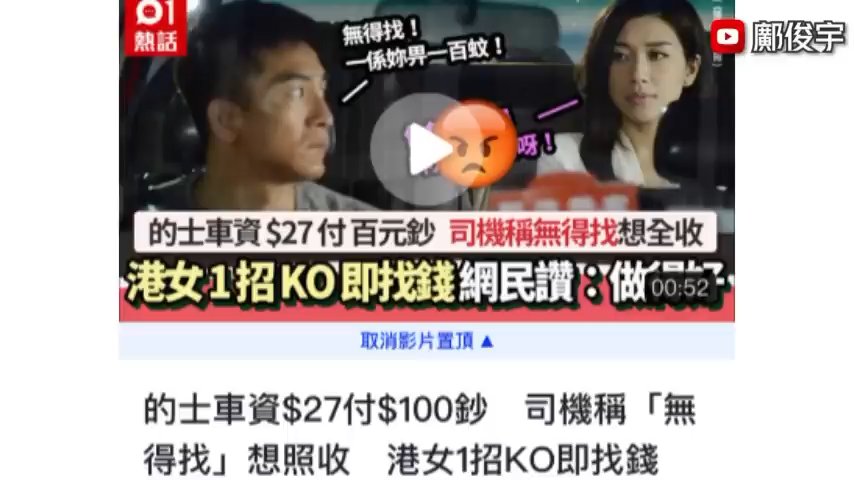 01
熱話
鄺俊宇
無得找！
一係妳畀一百蚊！
呀！
的士車資$27付百元鈔 司機稱無得找想全收
港女1招KO即找錢 網民讚：做得好
00:52
取消影片置頂 ▲
的士車資$27付$100鈔 司機稱「無
得找」想照收 港女1招KO即找錢